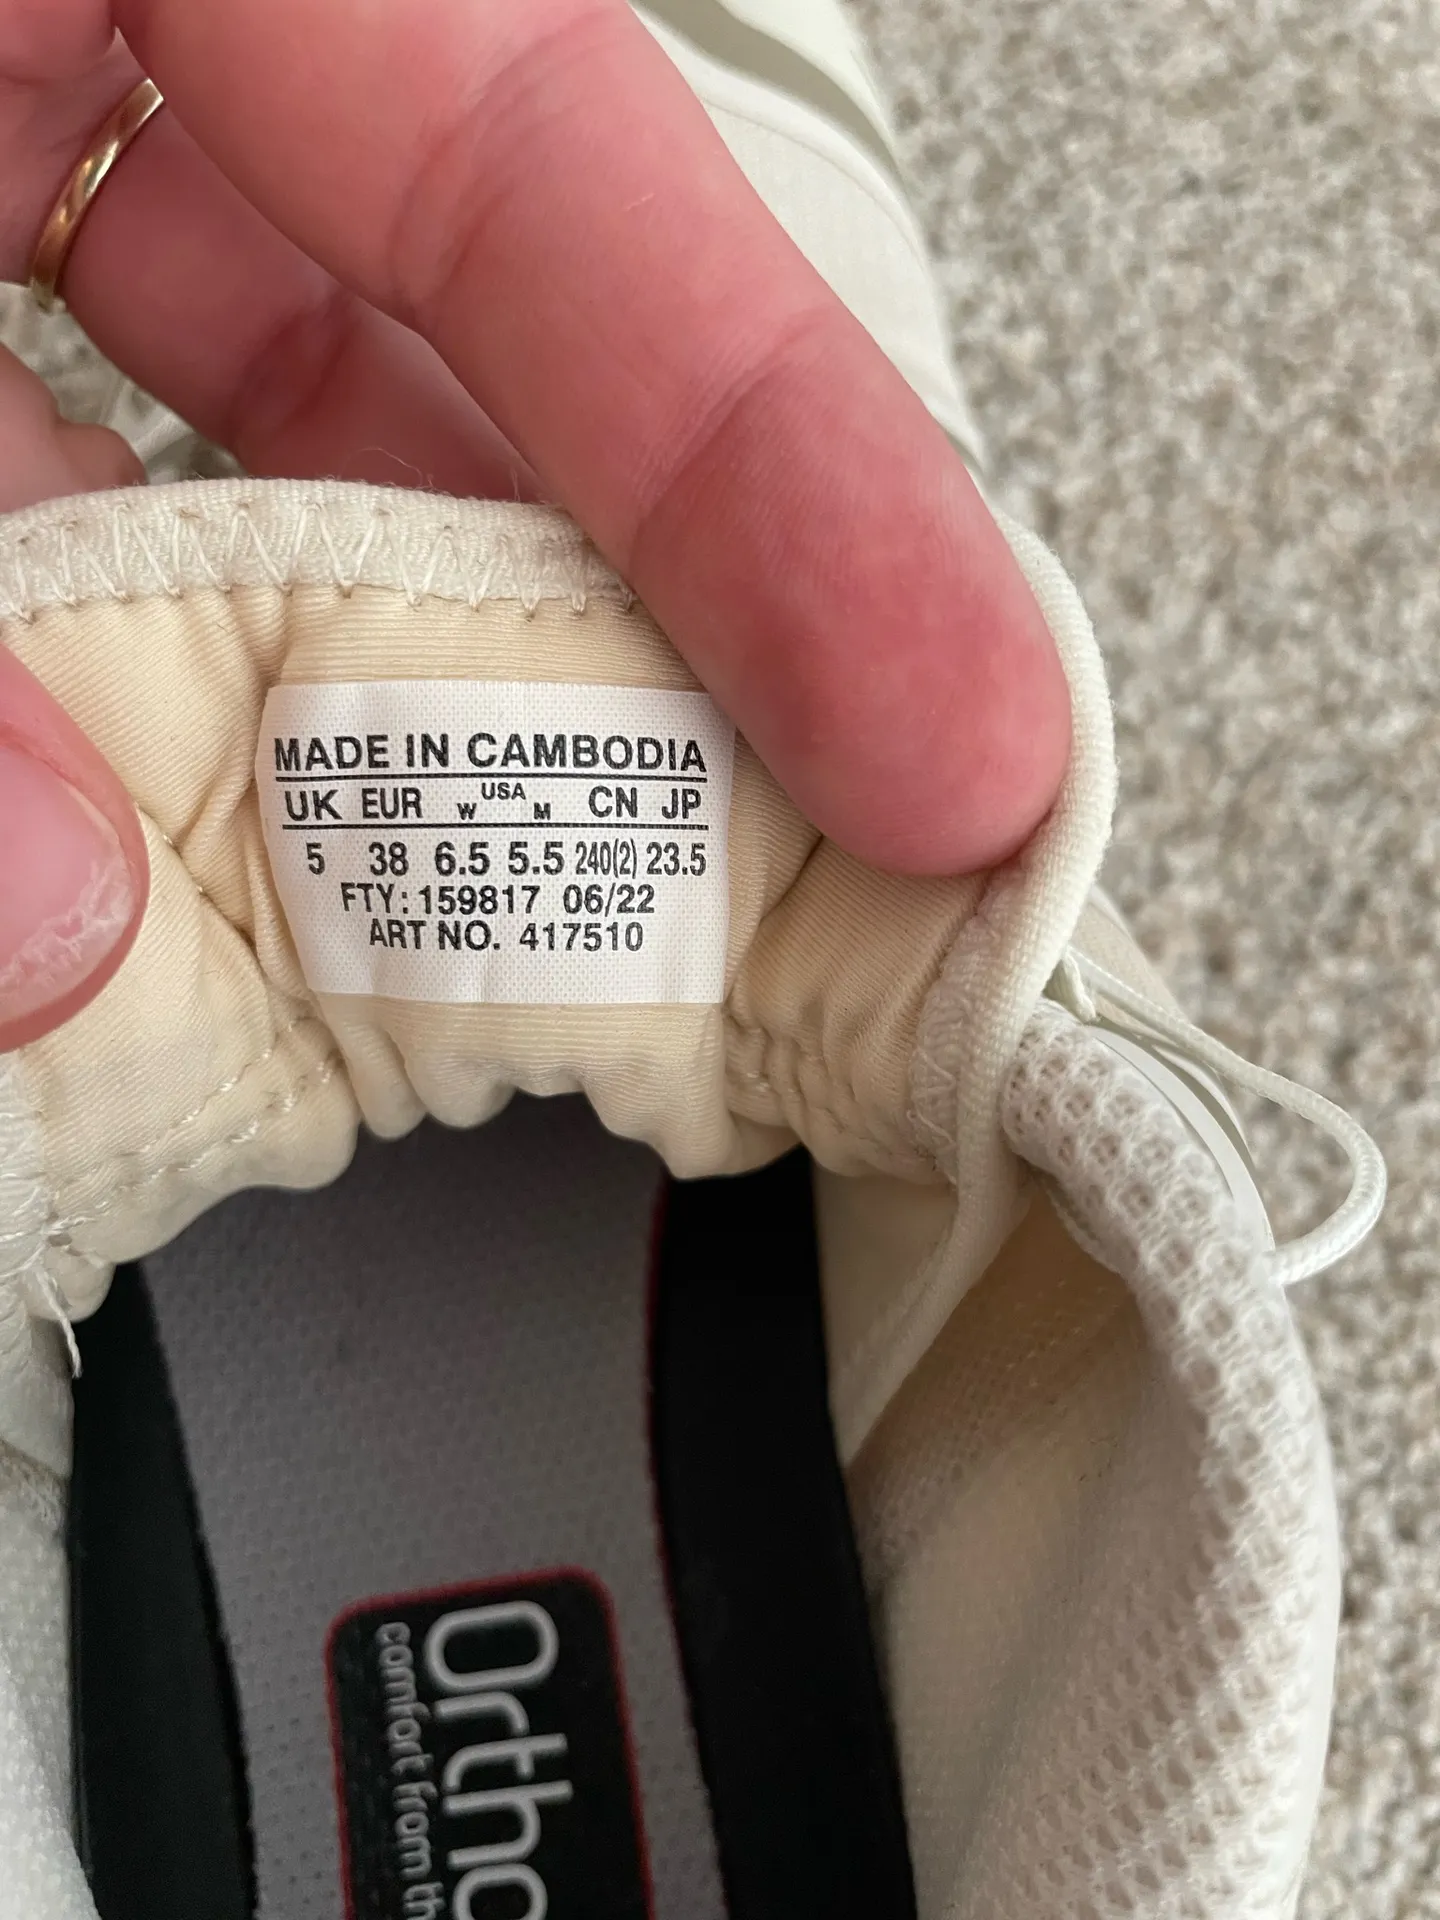 MADE IN CAMBODIA
UK EUR W USA M CN JP
5 38 6.5 5.5 240(2) 23.5
FTY: 159817 06/22
ART NO. 417510
Ortho
comfort from